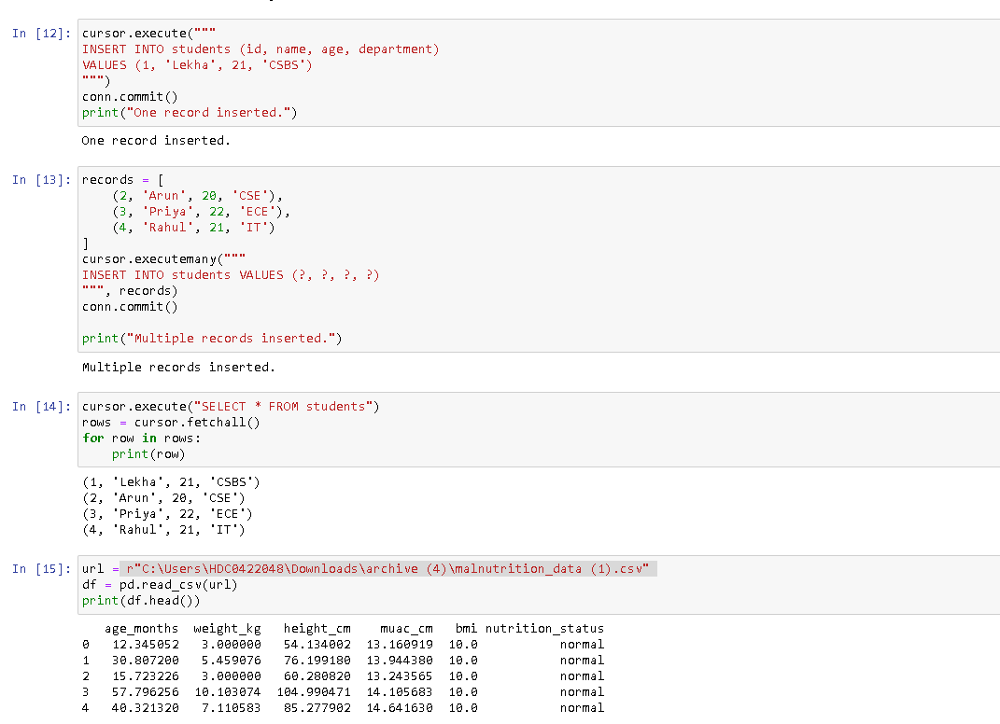 In [12]: cursor.execute("""
INSERT INTO students (id, name, age, department)
VALUES (1, 'Lekha', 21, 'CSBS')
""")
conn.commit()
print("One record inserted.")
One record inserted.
In [13]: records = [
    (2, 'Arun', 20, 'CSE'),
    (3, 'Priya', 22, 'ECE'),
    (4, 'Rahul', 21, 'IT')
]
cursor.executemany("""
INSERT INTO students VALUES (?, ?, ?, ?)
""", records)
conn.commit()
print("Multiple records inserted.")
Multiple records inserted.
In [14]: cursor.execute("SELECT * FROM students")
rows = cursor.fetchall()
for row in rows:
    print(row)
(1, 'Lekha', 21, 'CSBS')
(2, 'Arun', 20, 'CSE')
(3, 'Priya', 22, 'ECE')
(4, 'Rahul', 21, 'IT')
In [15]: url = r"C:\Users\HDC0422048\Downloads\archive (4)\malnutrition_data (1).csv"
df = pd.read_csv(url)
print(df.head())
   age_months  weight_kg   height_cm    muac_cm   bmi nutrition_status
0   12.345052   3.000000   54.134002  13.160919  10.0           normal
1   30.807200   5.459076   76.199180  13.944380  10.0           normal
2   15.723226   3.000000   60.280820  13.243565  10.0           normal
3   57.796256  10.103074  104.990471  14.105683  10.0           normal
4   40.321320   7.110583   85.277902  14.641630  10.0           normal